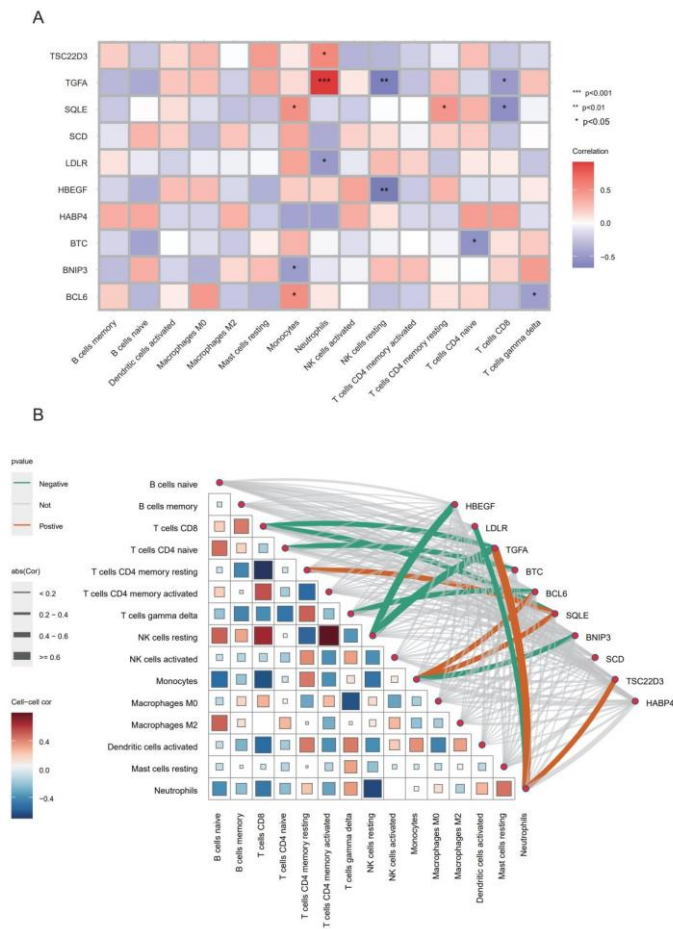 A
TSC22D3
TGFA
SQLE
SCD
LDLR
HBEGF
HABP4
BTC
BNIP3
BCL6
*
*** ** *
* * *
*
**
*
*
* *
B cells memory
B cells naive
Dendritic cells activated
Macrophages M0
Macrophages M2
Mast cells resting
Monocytes
Neutrophils
NK cells activated
NK cells resting
T cells CD4 memory activated
T cells CD4 memory resting
T cells CD4 naive
T cells CD8
T cells gamma delta
*** p<0.001
** p<0.01
* p<0.05
Correlation
0.5
0.0
-0.5
B
pvalue
Negative
Not
Postive
abs(Cor)
< 0.2
0.2 - 0.4
0.4 - 0.6
>= 0.6
Cell-cell cor
0.8
0.4
0.0
-0.4
B cells naive
B cells memory
T cells CD8
T cells CD4 naive
T cells CD4 memory resting
T cells CD4 memory activated
T cells gamma delta
NK cells resting
NK cells activated
Monocytes
Macrophages M0
Macrophages M2
Dendritic cells activated
Mast cells resting
Neutrophils
HBEGF
LDLR
TGFA
BTC
BCL6
SQLE
BNIP3
SCD
TSC22D3
HABP4
B cells naive
B cells memory
T cells CD8
T cells CD4 naive
T cells CD4 memory resting
T cells CD4 memory activated
T cells gamma delta
NK cells resting
NK cells activated
Monocytes
Macrophages M0
Macrophages M2
Dendritic cells activated
Mast cells resting
Neutrophils